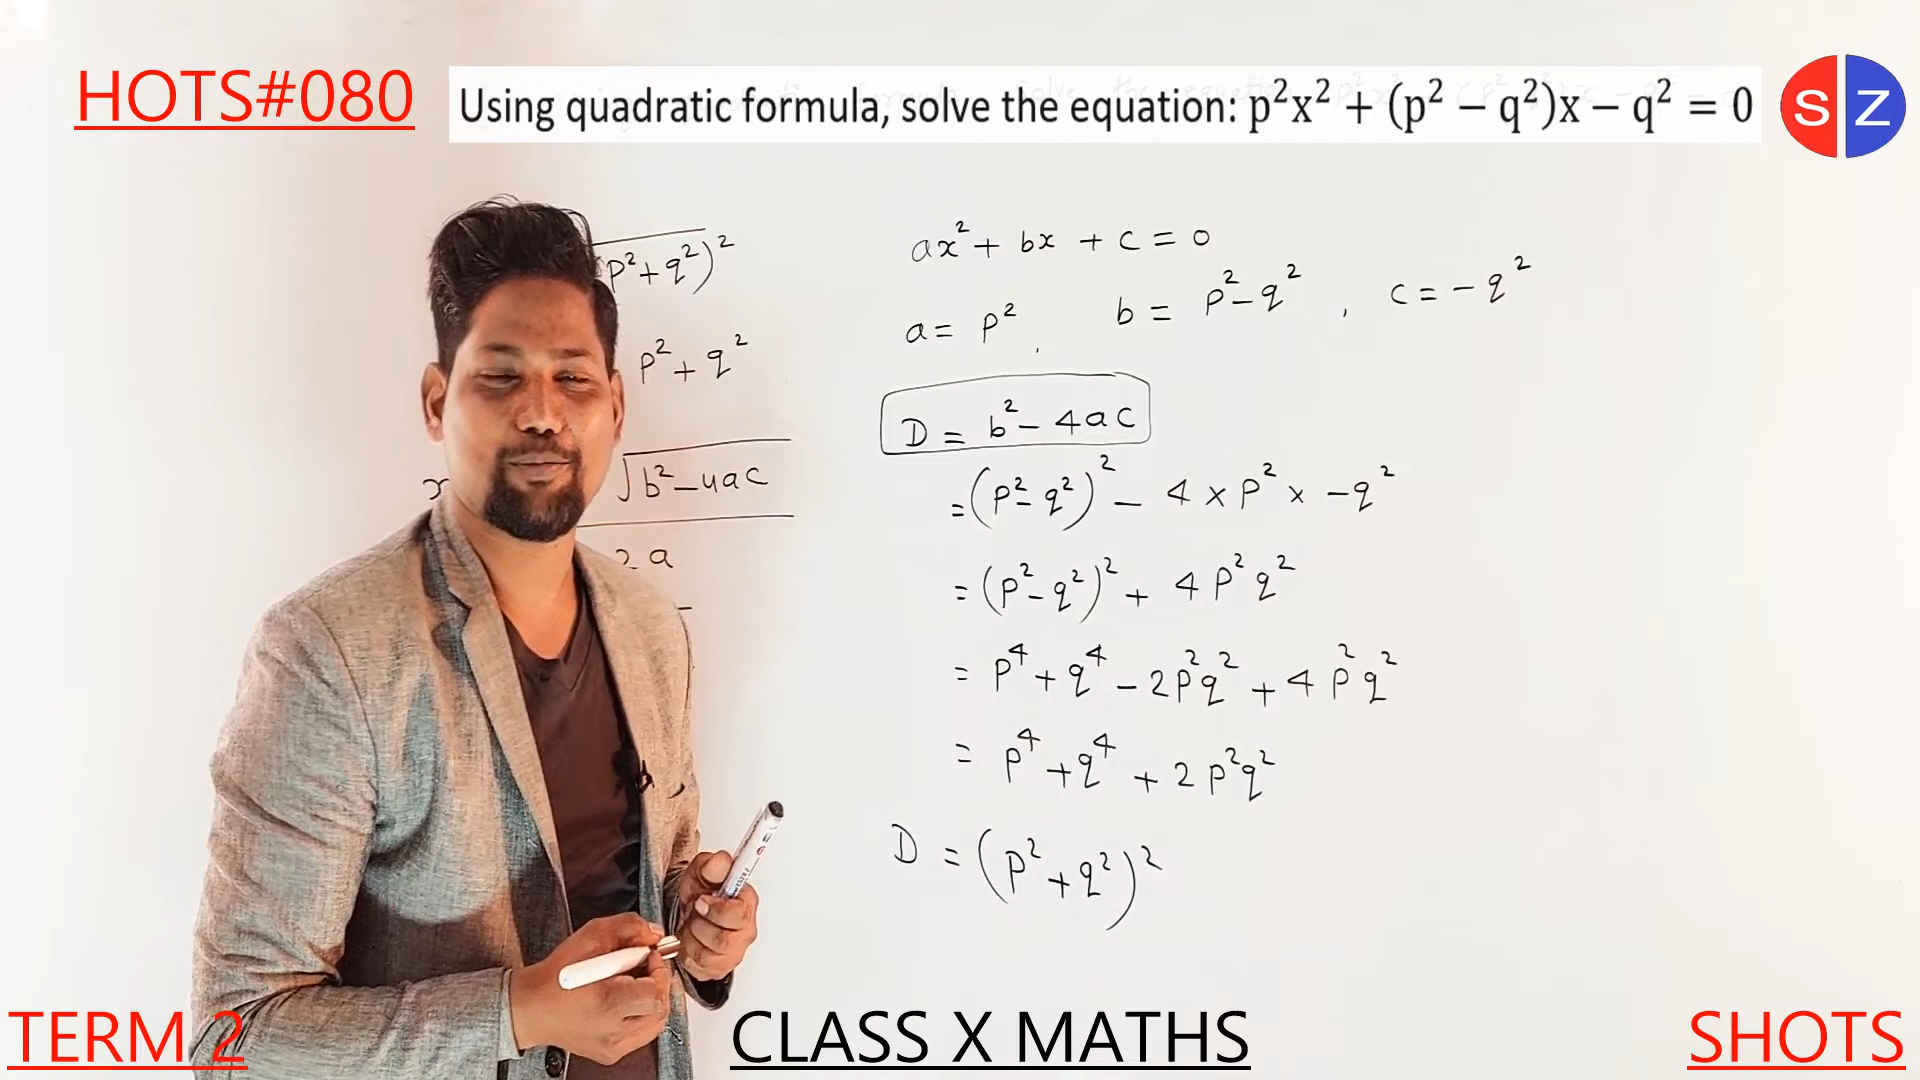 HOTS#080
Using quadratic formula, solve the equation: p²x² + (p² − q²)x − q² = 0
S Z
p²+q²)²
p²+q²
x
√b²−4ac
2a
ax²+ bx + c = 0
a= p² , b = p²−q² , c = −q²
D = b²− 4ac
=(p²−q²)²− 4 × p² × −q²
= (p²−q²)²+ 4p²q²
= p⁴+q⁴−2p²q²+4p²q²
= p⁴+q⁴+2p²q²
D = (p²+q²)²
TERM 2
CLASS X MATHS
SHOTS